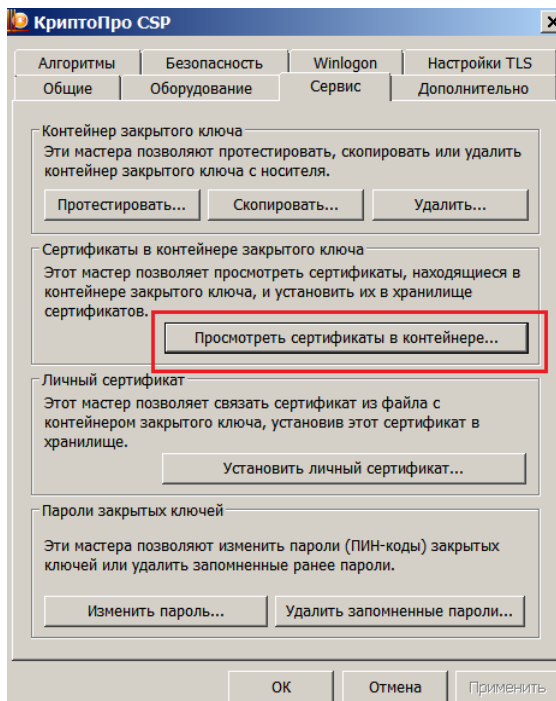 КриптоПро CSP
Алгоритмы Безопасность Winlogon Настройки TLS
Общие Оборудование Сервис Дополнительно
Контейнер закрытого ключа
Эти мастера позволяют протестировать, скопировать или удалить
контейнер закрытого ключа с носителя.
Протестировать... Скопировать... Удалить...
Сертификаты в контейнере закрытого ключа
Этот мастер позволяет просмотреть сертификаты, находящиеся в
контейнере закрытого ключа, и установить их в хранилище
сертификатов.
Просмотреть сертификаты в контейнере...
Личный сертификат
Этот мастер позволяет связать сертификат из файла с
контейнером закрытого ключа, установив этот сертификат в
хранилище.
Установить личный сертификат...
Пароли закрытых ключей
Эти мастера позволяют изменить пароли (ПИН-коды) закрытых
ключей или удалить запомненные ранее пароли.
Изменить пароль... Удалить запомненные пароли...
ОК Отмена Применить